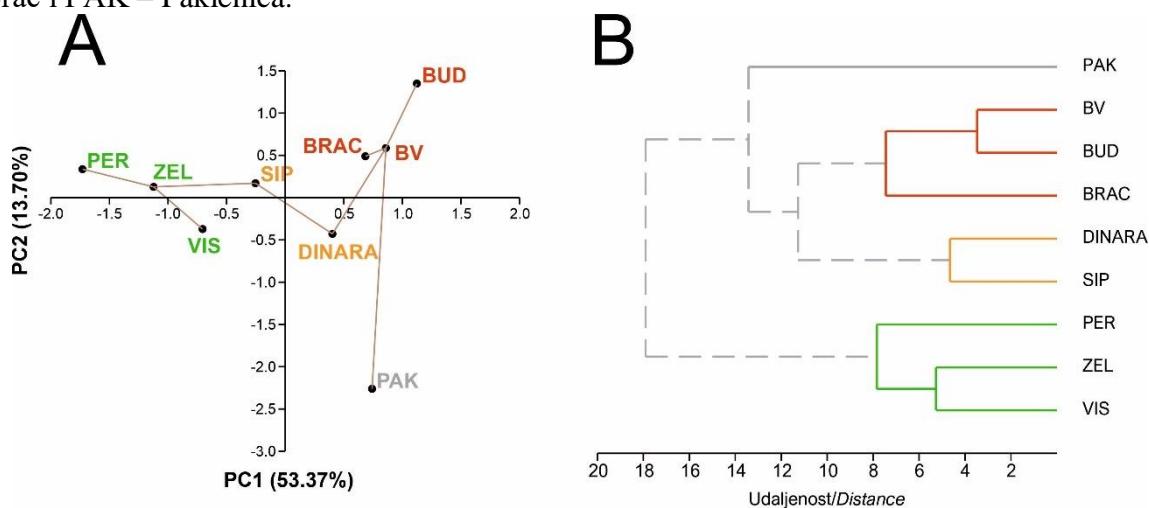 rac i PAK – Paklenica.
A
1.5
BUD
1.0
BRAC
0.5
BV
PER
ZEL
SIP
-2.0
-1.5
-1.0
-0.5
0.5
1.0
1.5
2.0
VIS
-0.5
DINARA
-1.0
-1.5
-2.0
PAK
-2.5
-3.0
PC2 (13.70%)
PC1 (53.37%)
B
PAK
BV
BUD
BRAC
DINARA
SIP
PER
ZEL
VIS
20 18 16 14 12 10 8 6 4 2
Udaljenost/Distance